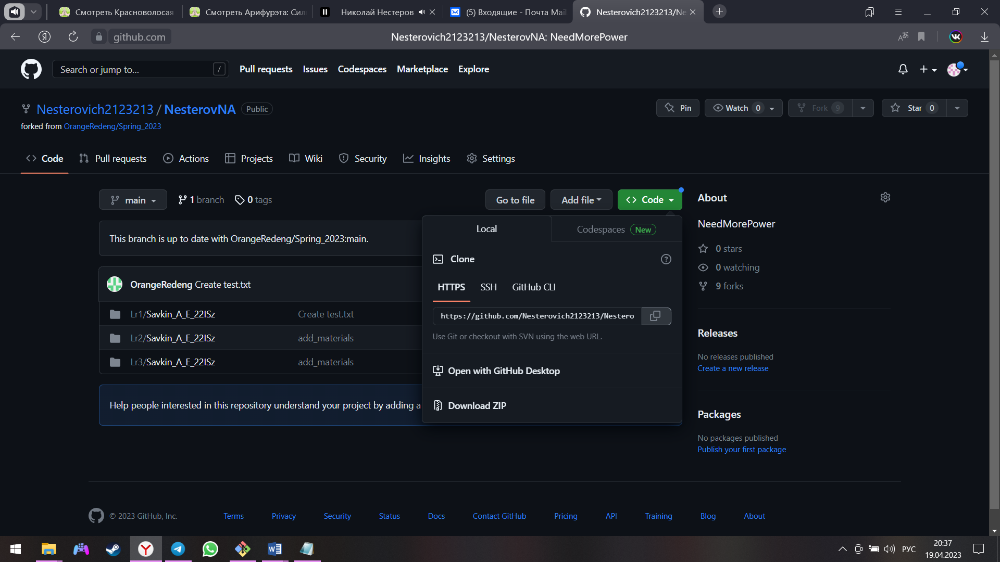 Смотреть Красноволосая
Смотреть Арифурэта: Сил
Николай Нестеров
(5) Входящие - Почта Mail
Nesterovich2123213/Ne
github.com
Nesterovich2123213/NesterovNA: NeedMorePower
Search or jump to...
/
Pull requests
Issues
Codespaces
Marketplace
Explore
Nesterovich2123213 / NesterovNA
Public
Pin
Watch 0
Fork 9
Star 0
forked from OrangeRedeng/Spring_2023
Code
Pull requests
Actions
Projects
Wiki
Security
Insights
Settings
main
1 branch
0 tags
Go to file
Add file
Code
This branch is up to date with OrangeRedeng/Spring_2023:main.
OrangeRedeng Create test.txt
Lr1/Savkin_A_E_22ISz
Create test.txt
Lr2/Savkin_A_E_22ISz
add_materials
Lr3/Savkin_A_E_22ISz
add_materials
Help people interested in this repository understand your project by adding a
Local
Codespaces
New
Clone
HTTPS
SSH
GitHub CLI
https://github.com/Nesterovich2123213/Nestero
Use Git or checkout with SVN using the web URL.
Open with GitHub Desktop
Download ZIP
About
NeedMorePower
0 stars
0 watching
9 forks
Releases
No releases published
Create a new release
Packages
No packages published
Publish your first package
© 2023 GitHub, Inc.
Terms
Privacy
Security
Status
Docs
Contact GitHub
Pricing
API
Training
Blog
About
РУС
20:37
19.04.2023